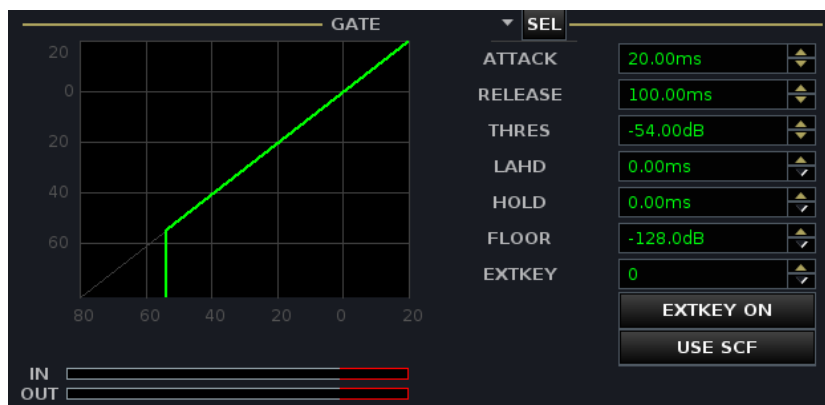 GATE SEL
20
0
20
40
60
80 60 40 20 0 20
ATTACK 20.00ms
RELEASE 100.00ms
THRES -54.00dB
LAHD 0.00ms
HOLD 0.00ms
FLOOR -128.0dB
EXTKEY 0
EXTKEY ON
USE SCF
IN
OUT